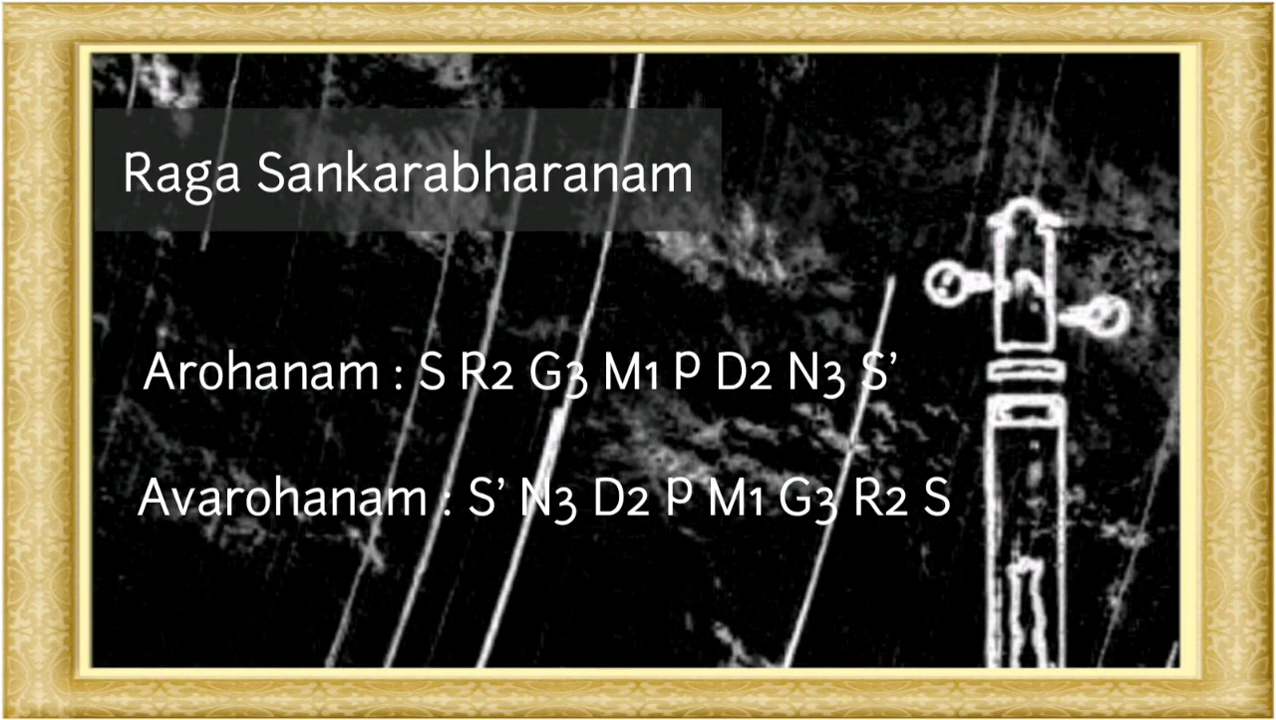 Raga Sankarabharanam
Arohanam : S R2 G3 M1 P D2 N3 S’
Avarohanam : S’ N3 D2 P M1 G3 R2 S